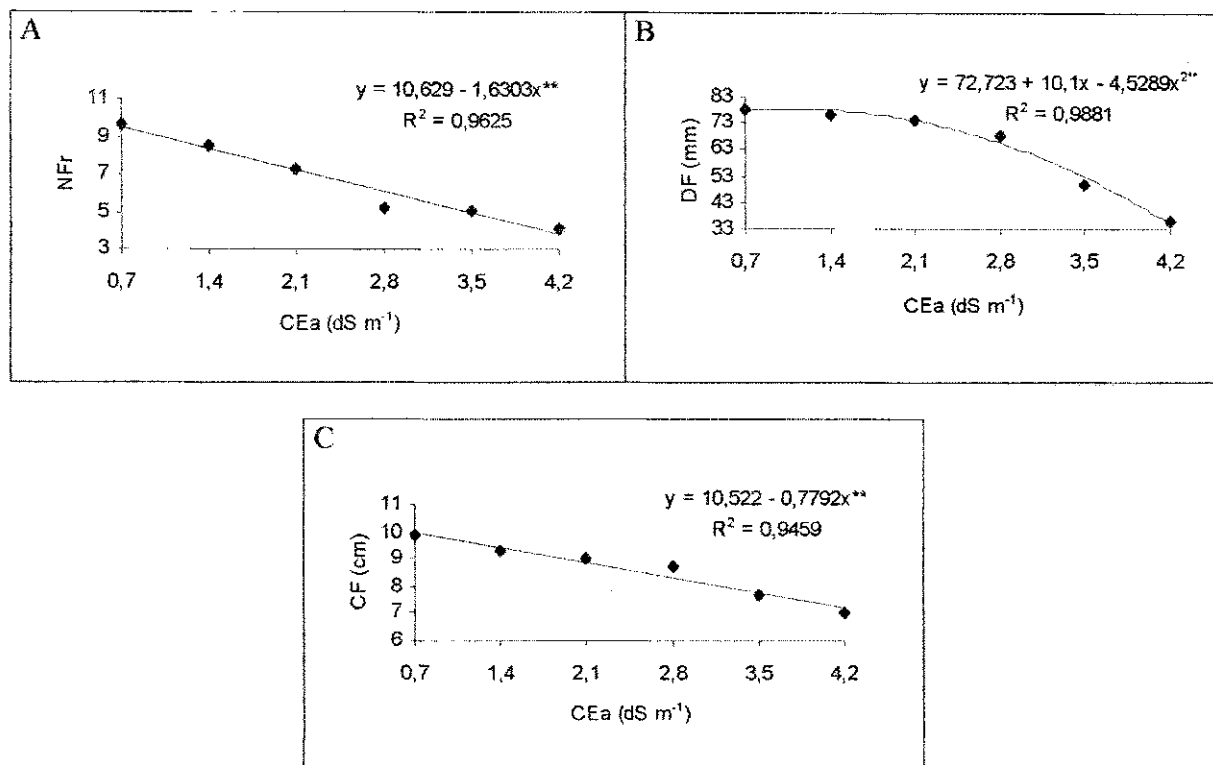 A
y = 10,629 - 1,6303x**
R² = 0,9625
NFr
11
9
7
5
3
0,7 1,4 2,1 2,8 3,5 4,2
CEa (dS m⁻¹)
B
y = 72,723 + 10,1x - 4,5289x²**
R² = 0,9881
DF (mm)
83
73
63
53
43
33
0,7 1,4 2,1 2,8 3,5 4,2
CEa (dS m⁻¹)
C
y = 10,522 - 0,7792x**
R² = 0,9459
CF (cm)
11
10
9
8
7
6
0,7 1,4 2,1 2,8 3,5 4,2
CEa (dS m⁻¹)